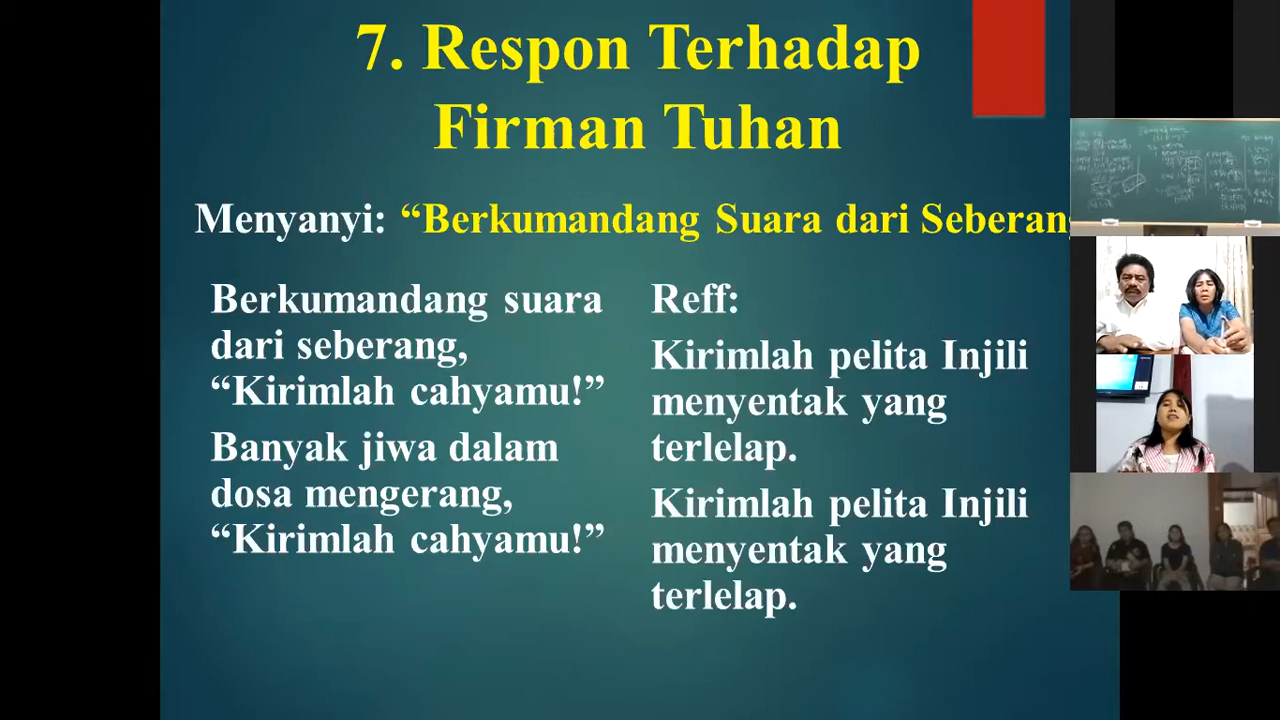 7. Respon Terhadap
Firman Tuhan
Menyanyi: “Berkumandang Suara dari Seberan
Berkumandang suara
dari seberang,
“Kirimlah cahyamu!”
Banyak jiwa dalam
dosa mengerang,
“Kirimlah cahyamu!”
Reff:
Kirimlah pelita Injili
menyentak yang
terlelap.
Kirimlah pelita Injili
menyentak yang
terlelap.